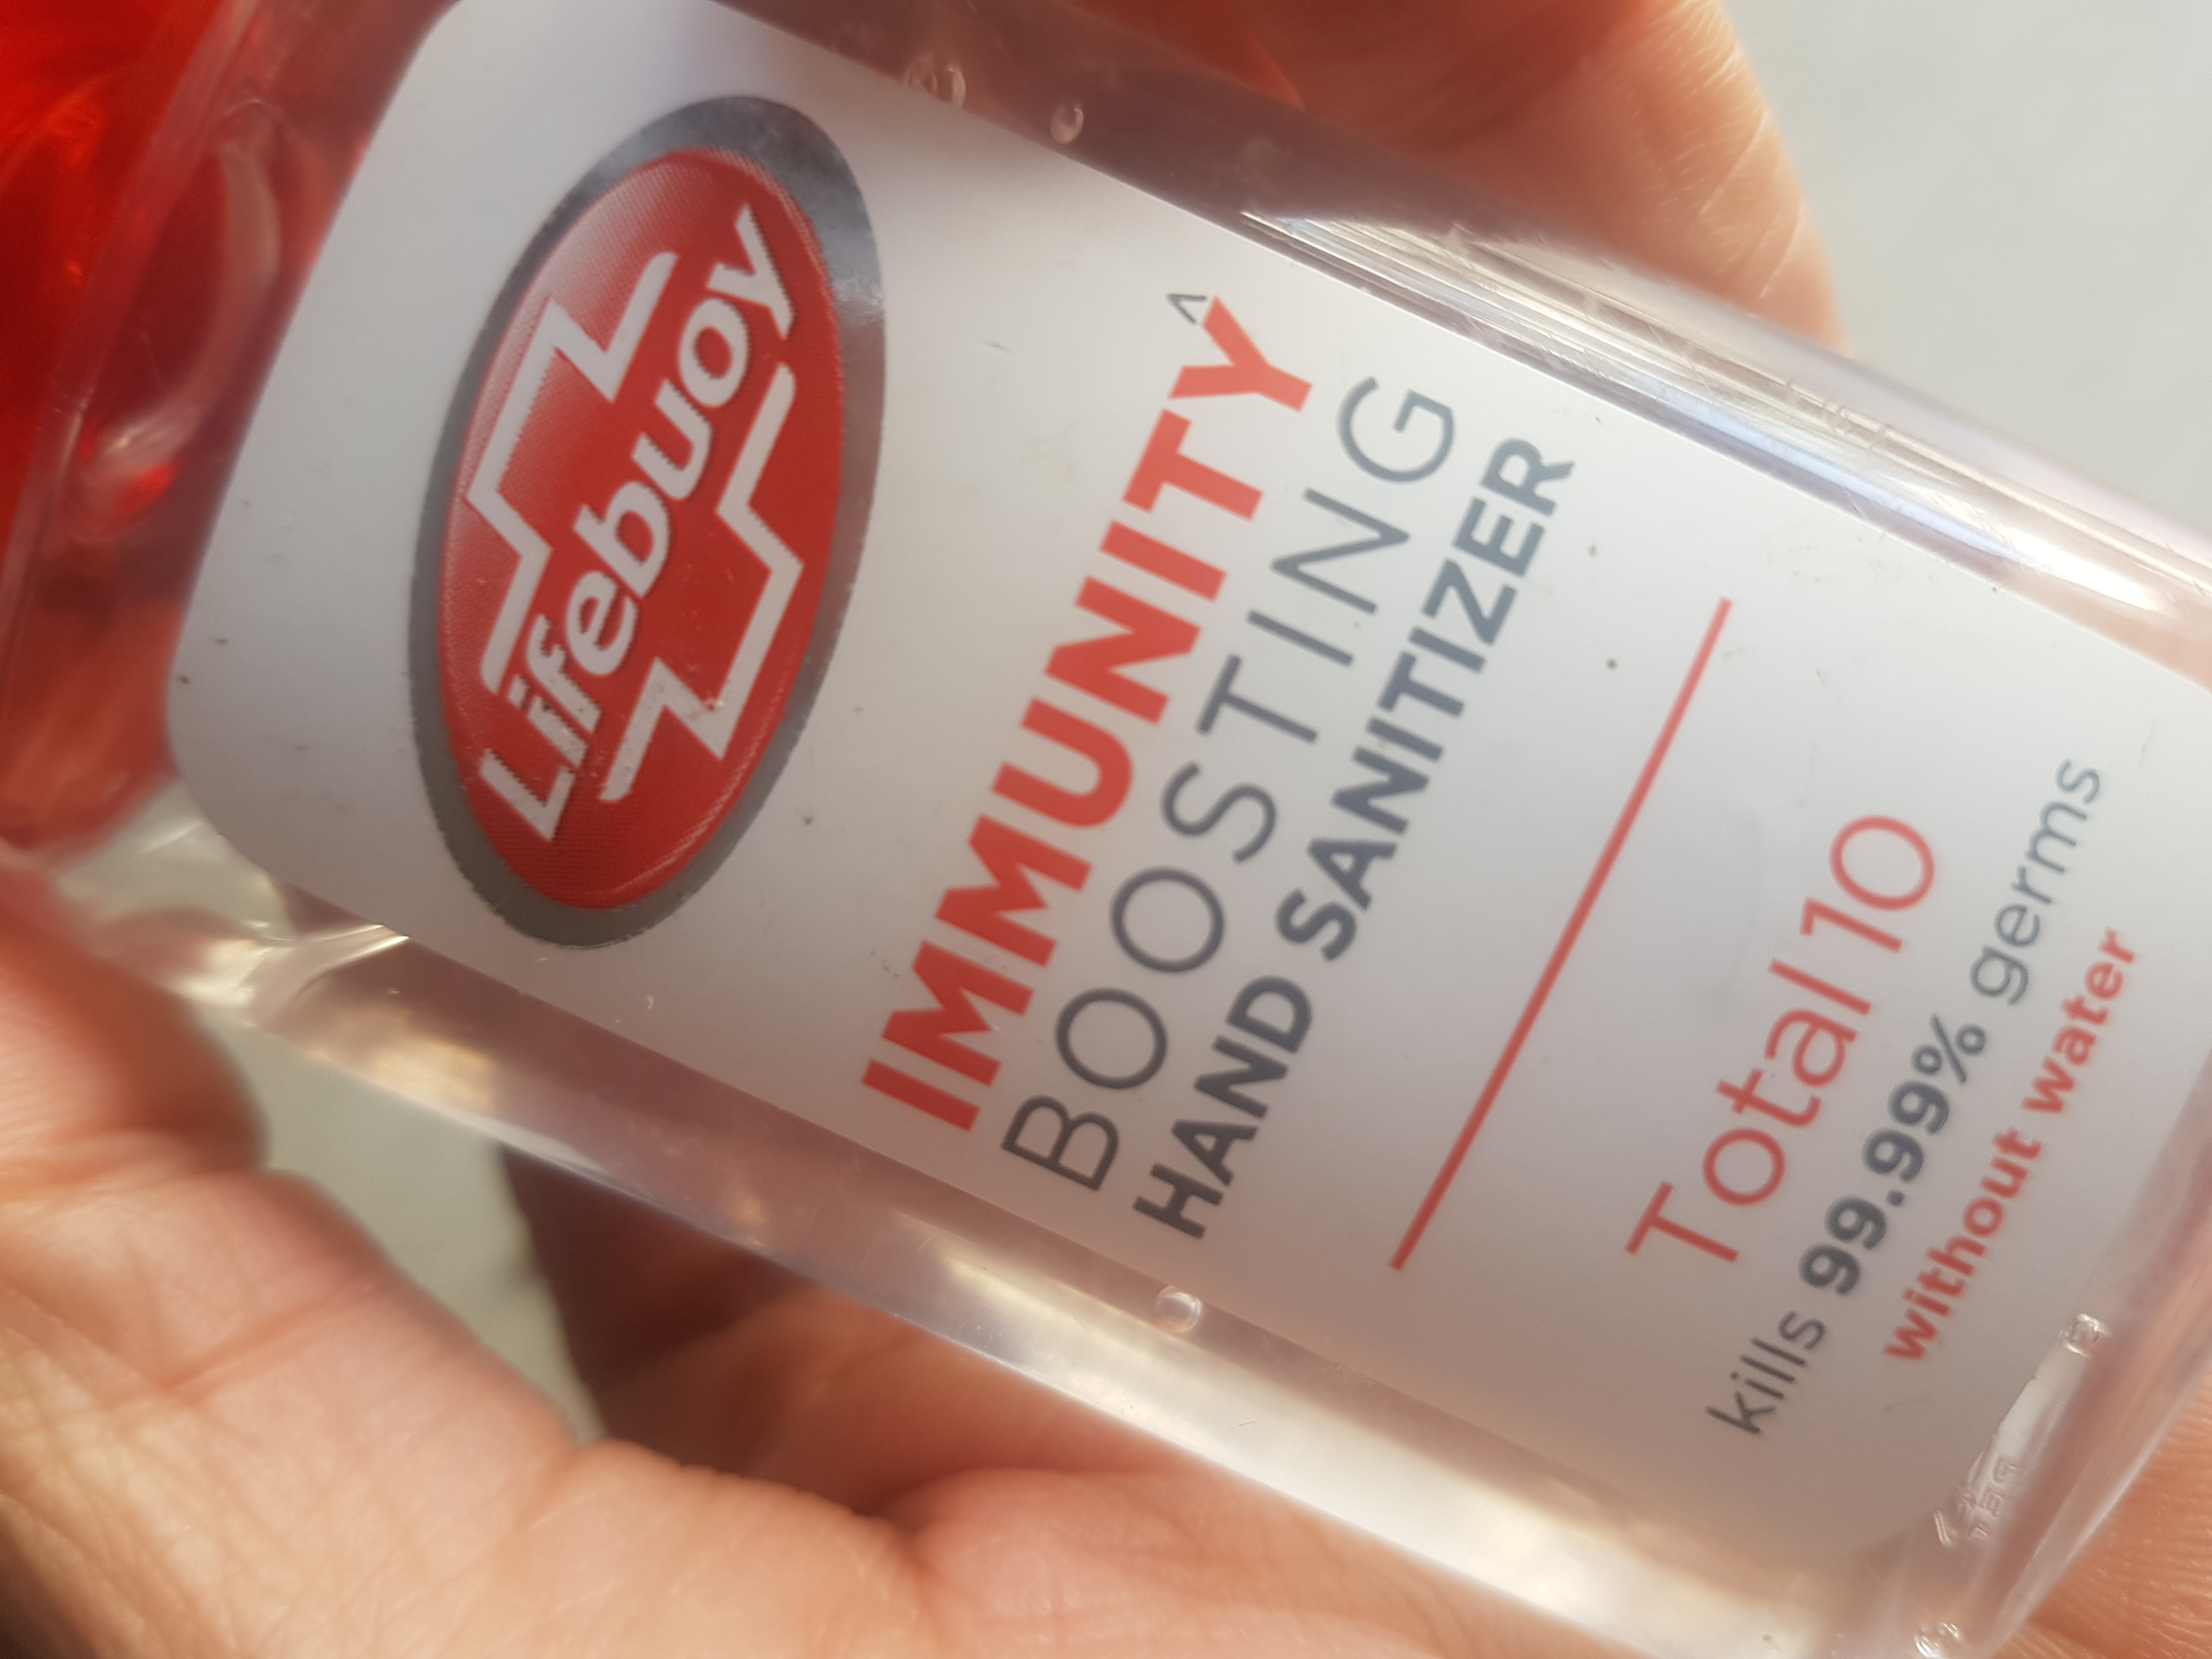 Lifebuoy
IMMUNITY^
BOOSTING
HAND SANITIZER
Total 10
kills 99.99% germs
without water